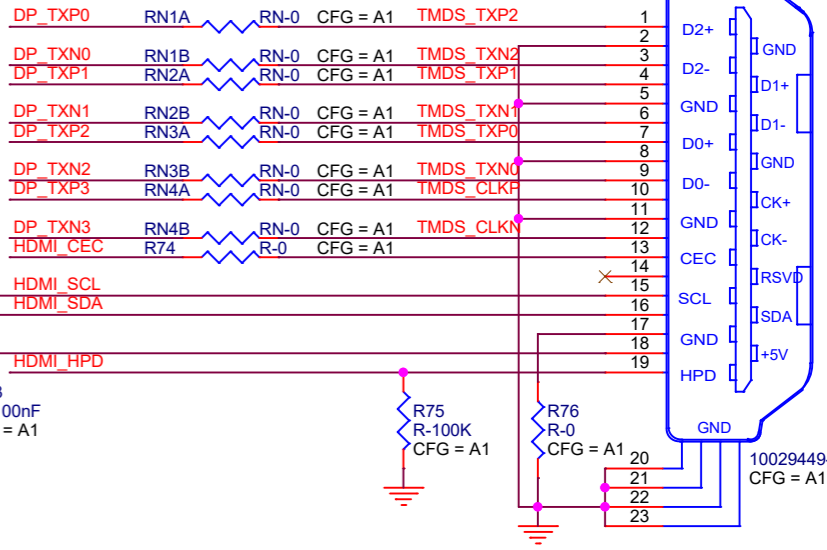 DP_TXP0 RN1A RN-0 CFG = A1 TMDS_TXP2 1
2
D2+
GND
DP_TXN0 RN1B RN-0 CFG = A1 TMDS_TXN2 3
D2-
DP_TXP1 RN2A RN-0 CFG = A1 TMDS_TXP1 4
D1+
5
GND
DP_TXN1 RN2B RN-0 CFG = A1 TMDS_TXN1 6
D1-
DP_TXP2 RN3A RN-0 CFG = A1 TMDS_TXP0 7
D0+
8
GND
DP_TXN2 RN3B RN-0 CFG = A1 TMDS_TXN0 9
D0-
DP_TXP3 RN4A RN-0 CFG = A1 TMDS_CLKP 10
CK+
11
GND
DP_TXN3 RN4B RN-0 CFG = A1 TMDS_CLKN 12
CK-
HDMI_CEC R74 R-0 CFG = A1 13
CEC
14
RSVD
HDMI_SCL 15
SCL
HDMI_SDA 16
SDA
17
GND
18
+5V
HDMI_HPD 19
HPD
00nF
= A1
R75
R-100K
CFG = A1
R76
R-0
CFG = A1
GND
20
21
22
23
10029449-
CFG = A1